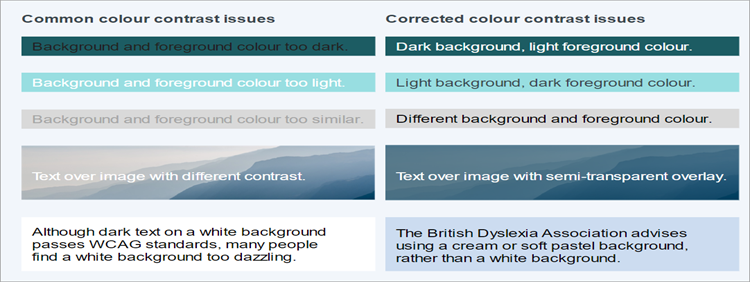 Common colour contrast issues
Background and foreground colour too dark.
Background and foreground colour too light.
Background and foreground colour too similar.
Text over image with different contrast.
Although dark text on a white background
passes WCAG standards, many people
find a white background too dazzling.
Corrected colour contrast issues
Dark background, light foreground colour.
Light background, dark foreground colour.
Different background and foreground colour.
Text over image with semi-transparent overlay.
The British Dyslexia Association advises
using a cream or soft pastel background,
rather than a white background.